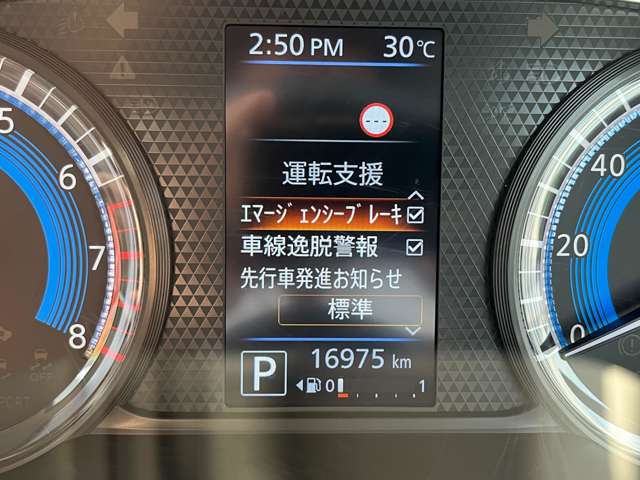 2:50 PM 30℃
---
運転支援
ｴﾏｰｼﾞｪﾝｼｰﾌﾞﾚｰｷ
車線逸脱警報
先行車発進お知らせ
標準
P 16975 km
0 1
5
6
7
8
40
20
0
OFF